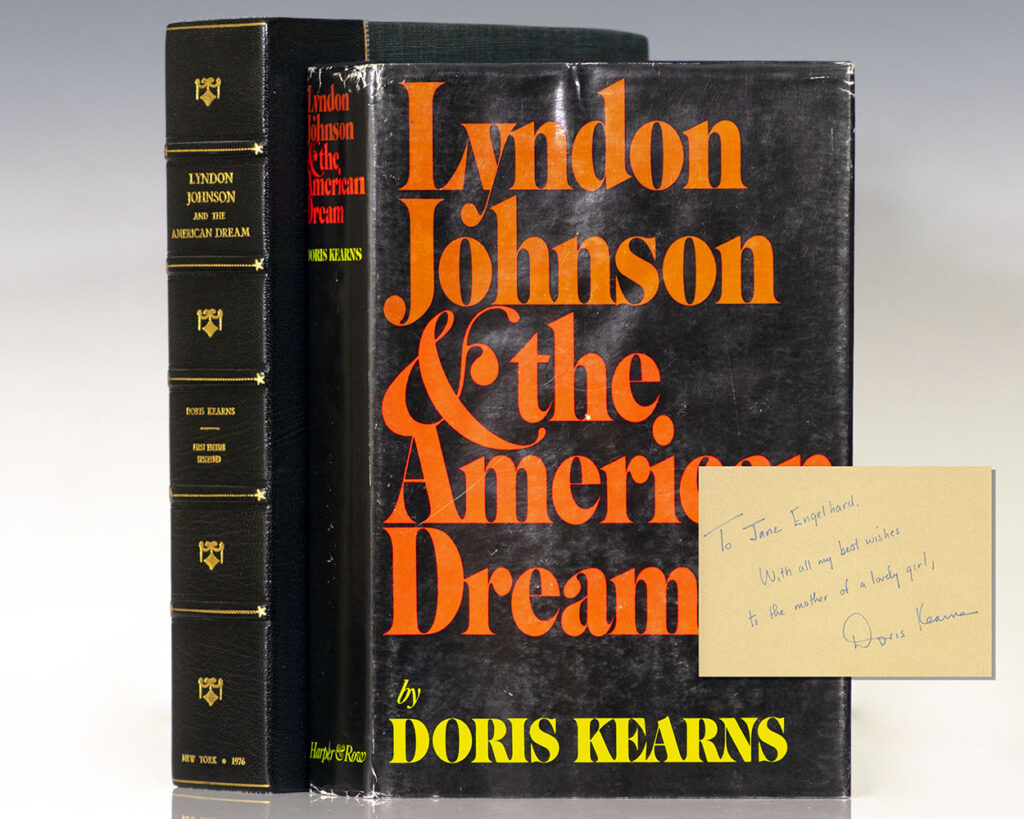 LYNDON
JOHNSON
AND THE
AMERICAN DREAM
DORIS KEARNS
FIRST EDITION
INSCRIBED
NEW YORK • 1976
Lyndon
Johnson
& the
American
Dream
DORIS KEARNS
Harper & Row
Lyndon
Johnson
& the
American
Dream
by
DORIS KEARNS
To Jane Engelhard.
With all my best wishes
to the mother of a lovely girl,
Doris Kearns